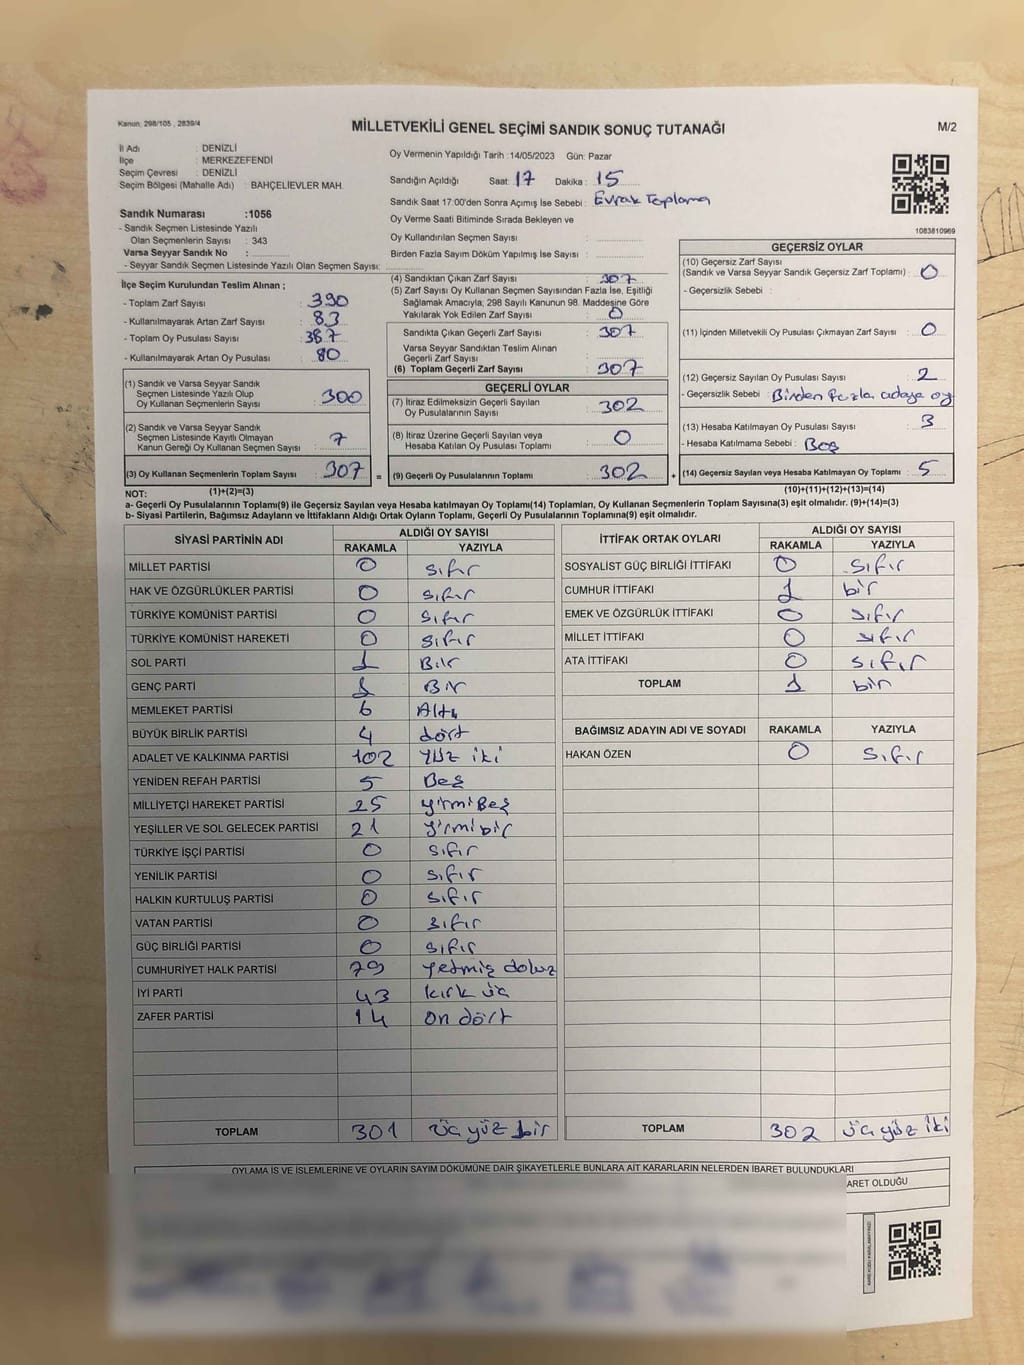 Kanun: 298/105 , 2839/4
MİLLETVEKİLİ GENEL SEÇİMİ SANDIK SONUÇ TUTANAĞI
M/2
İl Adı : DENİZLİ
İlçe : MERKEZEFENDİ
Seçim Çevresi : DENİZLİ
Seçim Bölgesi (Mahalle Adı) : BAHÇELİEVLER MAH.
Sandık Numarası :1056
- Sandık Seçmen Listesinde Yazılı
Olan Seçmenlerin Sayısı : 343
Varsa Seyyar Sandık No :
- Seyyar Sandık Seçmen Listesinde Yazılı Olan Seçmen Sayısı:
Oy Vermenin Yapıldığı Tarih :14/05/2023 Gün: Pazar
Sandığın Açıldığı Saat: 17 Dakika : 15
Sandık Saat 17:00'den Sonra Açımış İse Sebebi : Evrak Toplama
Oy Verme Saati Bitiminde Sırada Bekleyen ve
Oy Kullandırılan Seçmen Sayısı :
Birden Fazla Sayım Döküm Yapılmış İse Sayısı :
1083810969
İlçe Seçim Kurulundan Teslim Alınan ;
- Toplam Zarf Sayısı : 390
- Kullanılmayarak Artan Zarf Sayısı : 83
- Toplam Oy Pusulası Sayısı : 387
- Kullanılmayarak Artan Oy Pusulası : 80
(1) Sandık ve Varsa Seyyar Sandık
Seçmen Listesinde Yazılı Olup
Oy Kullanan Seçmenlerin Sayısı : 300
(2) Sandık ve Varsa Seyyar Sandık
Seçmen Listesinde Kayıtlı Olmayan
Kanun Gereği Oy Kullanan Seçmen Sayısı : 7
(3) Oy Kullanan Seçmenlerin Toplam Sayısı : 307 =
(4) Sandıktan Çıkan Zarf Sayısı : 307
(5) Zarf Sayısı Oy Kullanan Seçmen Sayısından Fazla İse, Eşitliği
Sağlamak Amacıyla, 298 Sayılı Kanunun 98. Maddesine Göre
Yakılarak Yok Edilen Zarf Sayısı : 0
Sandıkta Çıkan Geçerli Zarf Sayısı : 307
Varsa Seyyar Sandıktan Teslim Alınan
Geçerli Zarf Sayısı :
(6) Toplam Geçerli Zarf Sayısı : 307
GEÇERLİ OYLAR
(7) İtiraz Edilmeksizin Geçerli Sayılan
Oy Pusulalarının Sayısı : 302
(8) İtiraz Üzerine Geçerli Sayılan veya
Hesaba Katılan Oy Pusulası Toplamı : 0
(9) Geçerli Oy Pusulalarının Toplamı : 302 +
GEÇERSİZ OYLAR
(10) Geçersiz Zarf Sayısı
(Sandık ve Varsa Seyyar Sandık Geçersiz Zarf Toplamı) : 0
- Geçersizlik Sebebi :
(11) İçinden Milletvekili Oy Pusulası Çıkmayan Zarf Sayısı : 0
(12) Geçersiz Sayılan Oy Pusulası Sayısı : 2
- Geçersizlik Sebebi : Birden fazla adaya oy
(13) Hesaba Katılmayan Oy Pusulası Sayısı : 3
- Hesaba Katılmama Sebebi : Boş
(14) Geçersiz Sayılan veya Hesaba Katılmayan Oy Toplamı : 5
NOT: (1)+(2)=(3) (10)+(11)+(12)+(13)=(14)
a- Geçerli Oy Pusulalarının Toplamı(9) ile Geçersiz Sayılan veya Hesaba katılmayan Oy Toplamı(14) Toplamları, Oy Kullanan Seçmenlerin Toplam Sayısına(3) eşit olmalıdır. (9)+(14)=(3)
b- Siyasi Partilerin, Bağımsız Adayların ve İttifakların Aldığı Ortak Oyların Toplamı, Geçerli Oy Pusulalarının Toplamına(9) eşit olmalıdır.
SİYASİ PARTİNİN ADI ALDIĞI OY SAYISI
RAKAMLA YAZIYLA
MİLLET PARTİSİ 0 sıfır
HAK VE ÖZGÜRLÜKLER PARTİSİ 0 sıfır
TÜRKİYE KOMÜNİST PARTİSİ 0 sıfır
TÜRKİYE KOMÜNİST HAREKETİ 0 sıfır
SOL PARTİ 1 Bir
GENÇ PARTİ 1 Bir
MEMLEKET PARTİSİ 6 Altı
BÜYÜK BİRLİK PARTİSİ 4 dört
ADALET VE KALKINMA PARTİSİ 102 yüz iki
YENİDEN REFAH PARTİSİ 5 Beş
MİLLİYETÇİ HAREKET PARTİSİ 25 yirmi Beş
YEŞİLLER VE SOL GELECEK PARTİSİ 21 yirmi bir
TÜRKİYE İŞÇİ PARTİSİ 0 sıfır
YENİLİK PARTİSİ 0 sıfır
HALKIN KURTULUŞ PARTİSİ 0 sıfır
VATAN PARTİSİ 0 sıfır
GÜÇ BİRLİĞİ PARTİSİ 0 sıfır
CUMHURİYET HALK PARTİSİ 79 yetmiş dokuz
İYİ PARTİ 43 kırk üç
ZAFER PARTİSİ 14 on dört
TOPLAM 301 üç yüz bir
İTTİFAK ORTAK OYLARI ALDIĞI OY SAYISI
RAKAMLA YAZIYLA
SOSYALİST GÜÇ BİRLİĞİ İTTİFAKI 0 sıfır
CUMHUR İTTİFAKI 1 bir
EMEK VE ÖZGÜRLÜK İTTİFAKI 0 sıfır
MİLLET İTTİFAKI 0 sıfır
ATA İTTİFAKI 0 sıfır
TOPLAM 1 bir
BAĞIMSIZ ADAYIN ADI VE SOYADI RAKAMLA YAZIYLA
HAKAN ÖZEN 0 sıfır
TOPLAM 302 üç yüz iki
OYLAMA İŞ VE İŞLEMLERİNE VE OYLARIN SAYIM DÖKÜMÜNE DAİR ŞİKAYETLERLE BUNLARA AİT KARARLARIN NELERDEN İBARET BULUNDUKLARI
ARET OLDUĞU